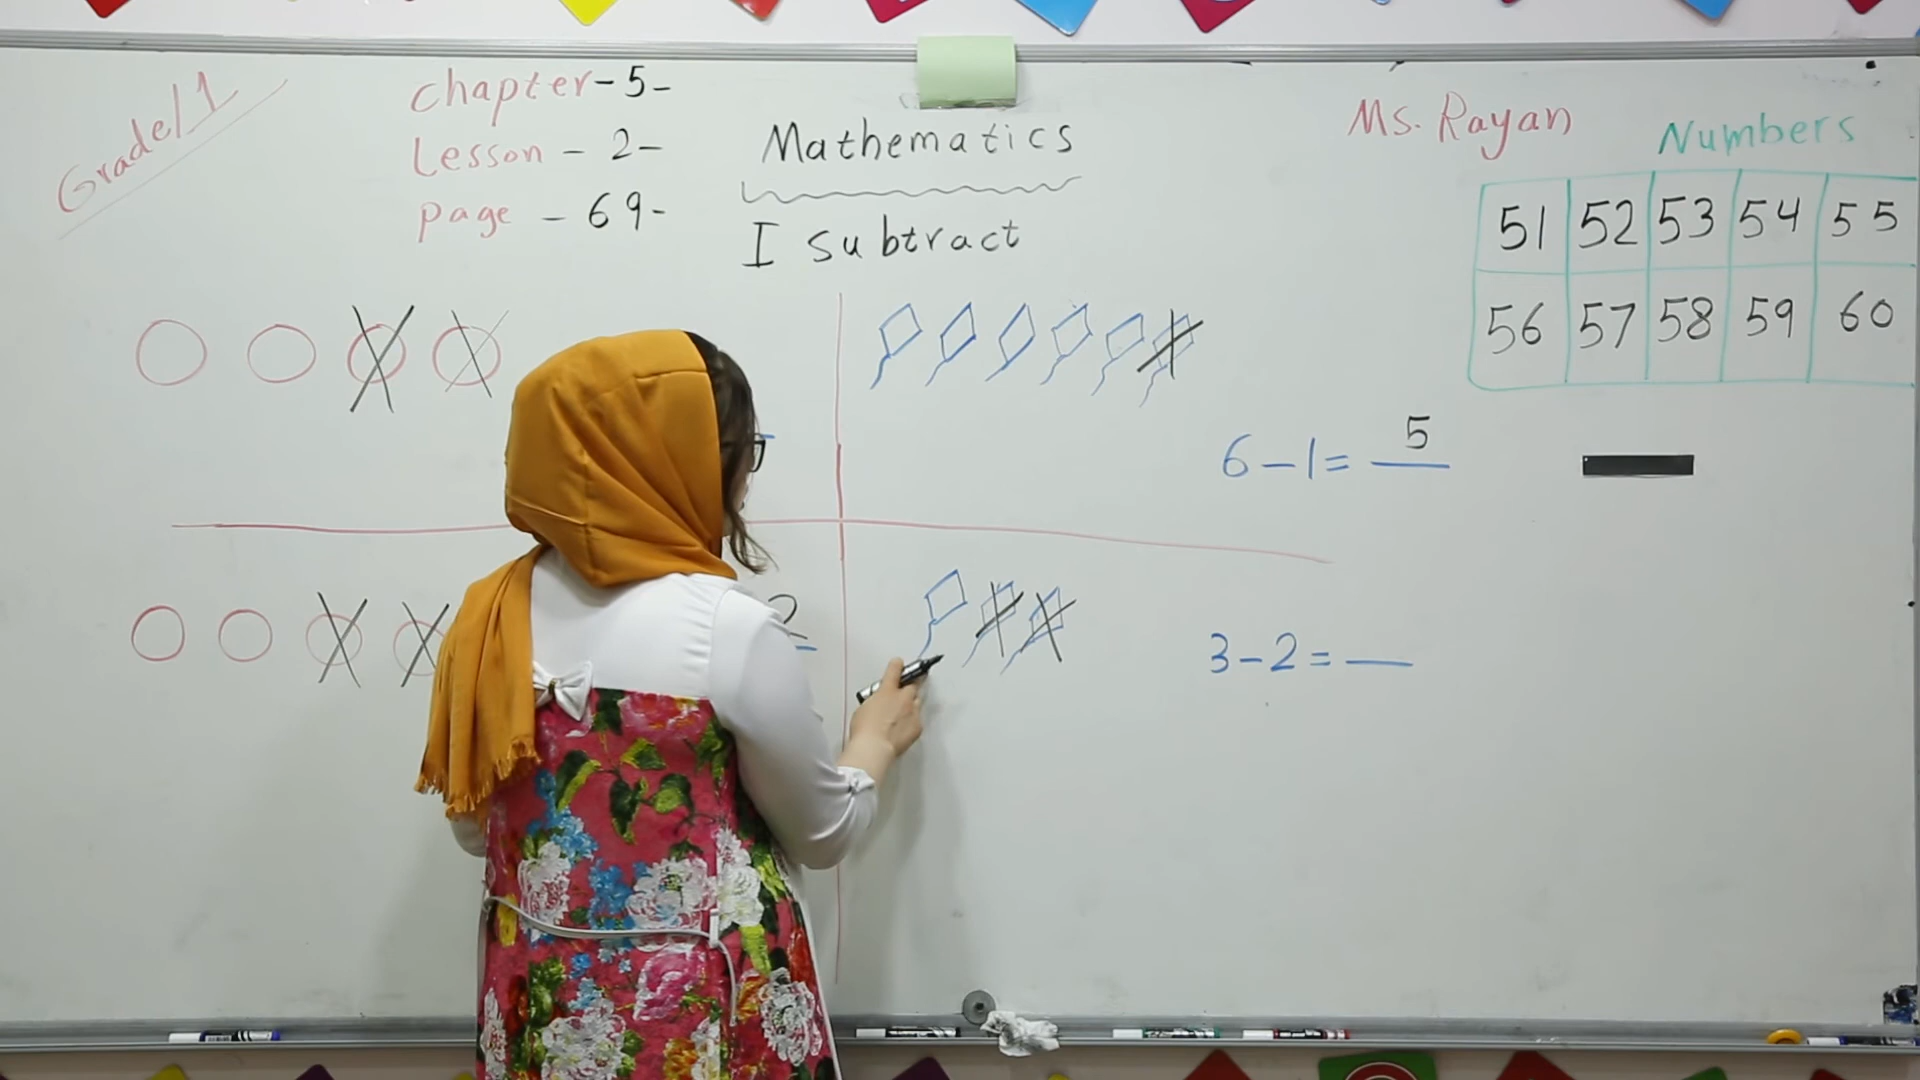 Grade/1
Chapter-5-
Lesson - 2-
page - 69-
Mathematics
I subtract
Ms. Rayan
Numbers
51 52 53 54 55
56 57 58 59 60
6-1= 5
2
3-2=